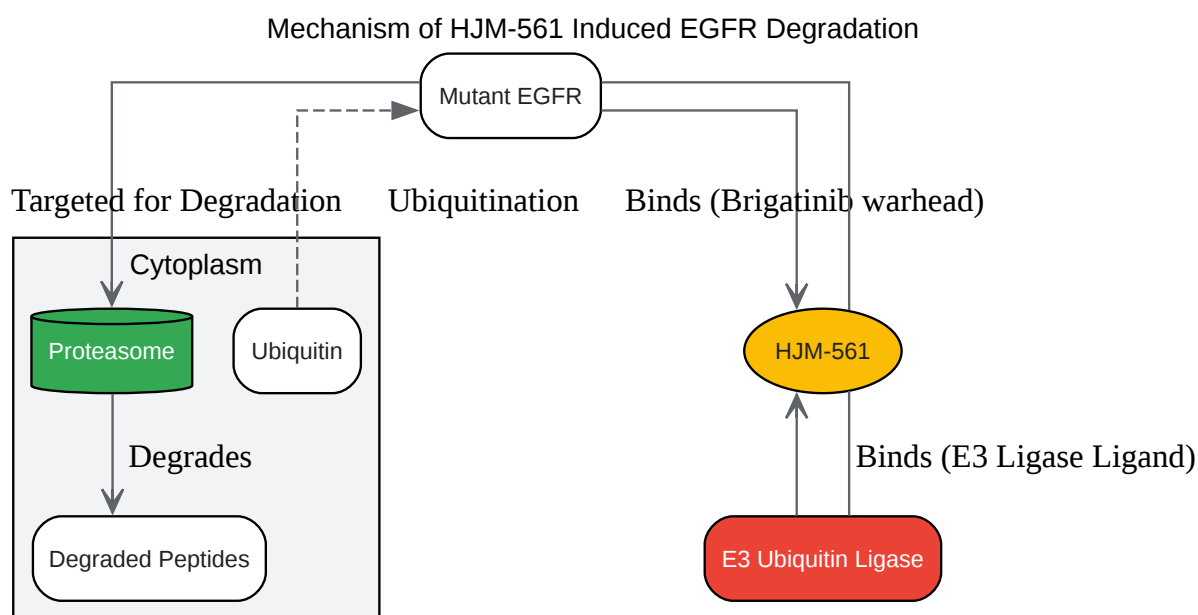 Mechanism of HJM-561 Induced EGFR Degradation
Mutant EGFR
Targeted for Degradation
Ubiquitination
Binds (Brigatinib warhead)
Cytoplasm
Proteasome
Ubiquitin
HJM-561
Degrades
Binds (E3 Ligase Ligand)
Degraded Peptides
E3 Ubiquitin Ligase